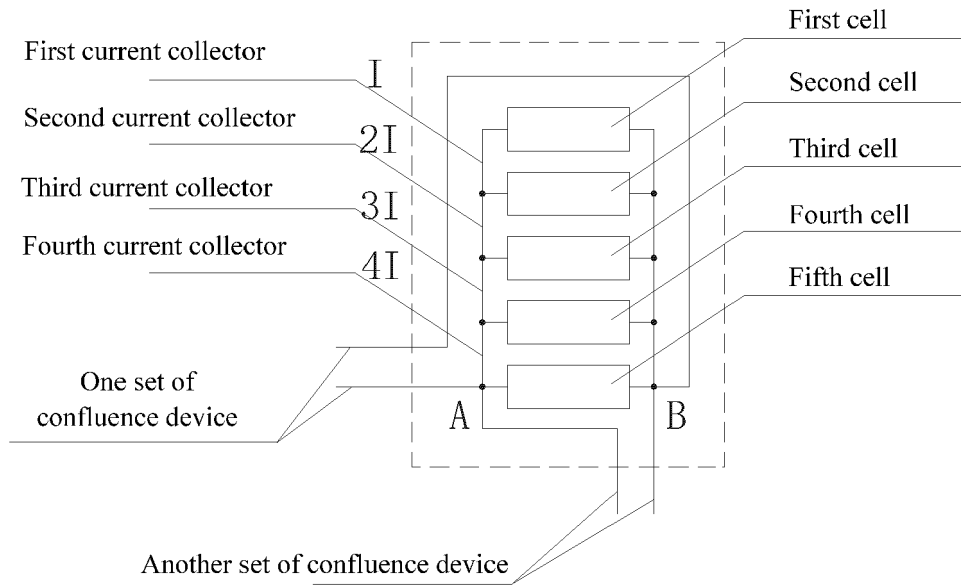 First current collector
I
First cell
Second current collector
2I
Second cell
Third current collector
3I
Third cell
Fourth current collector
4I
Fourth cell
Fifth cell
One set of
confluence device
A
B
Another set of confluence device